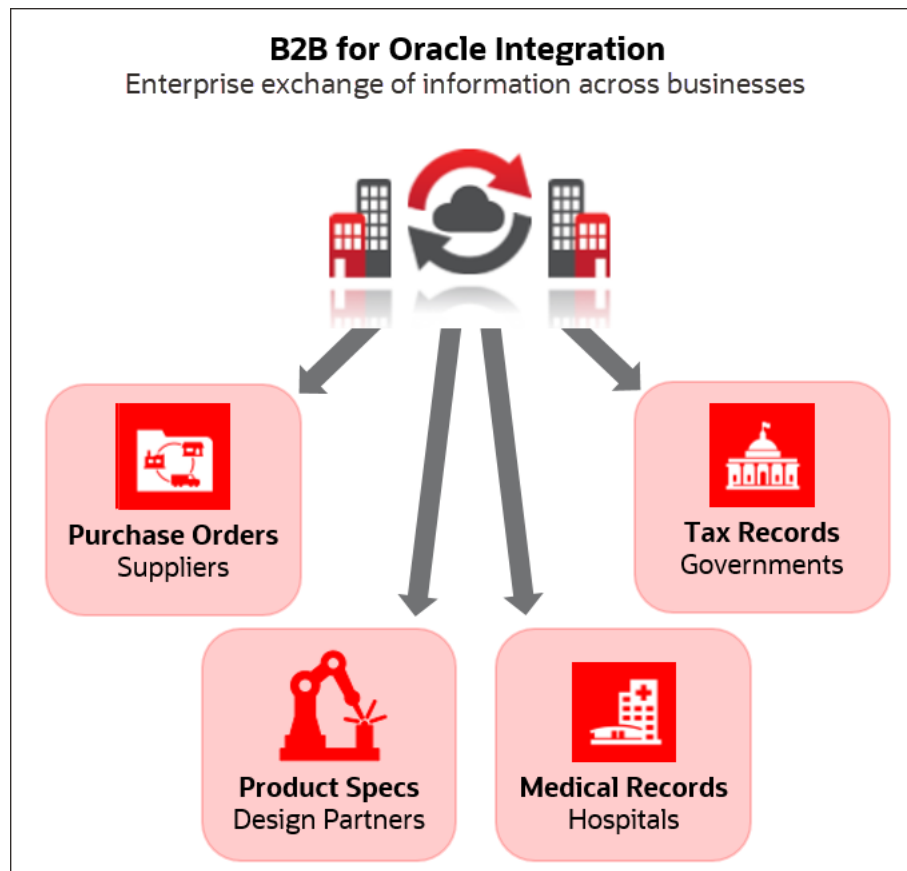 B2B for Oracle Integration
Enterprise exchange of information across businesses
Purchase Orders
Suppliers
Tax Records
Governments
Product Specs
Design Partners
Medical Records
Hospitals